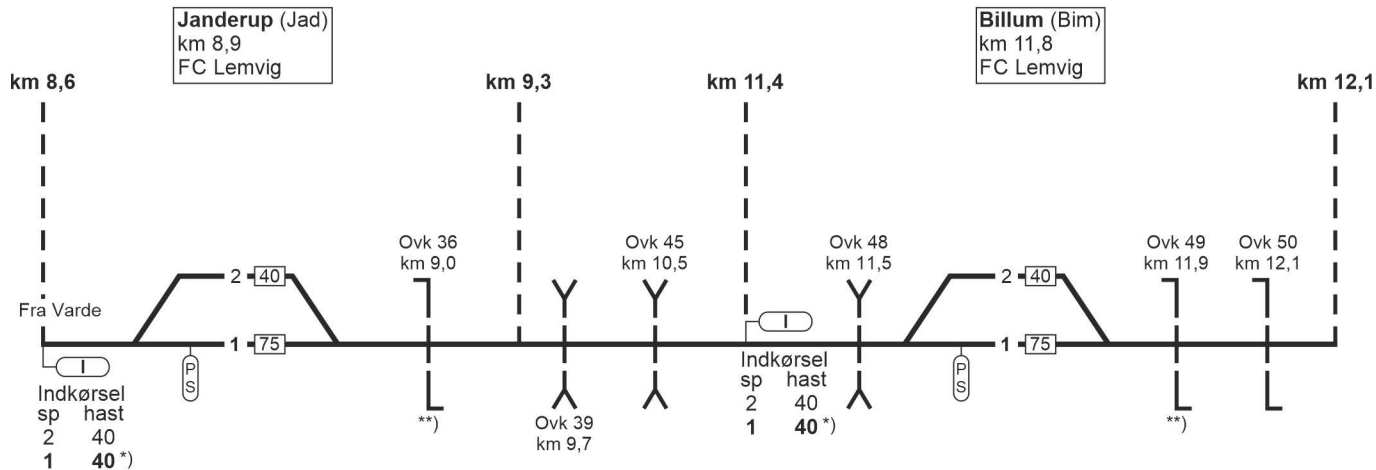 Janderup (Jad)
km 8,9
FC Lemvig
Billum (Bim)
km 11,8
FC Lemvig
km 8,6
km 9,3
km 11,4
km 12,1
Ovk 36
km 9,0
Ovk 45
km 10,5
Ovk 48
km 11,5
Ovk 49
km 11,9
Ovk 50
km 12,1
2 40
2 40
Fra Varde
1 75
1 75
I
I
P
S
P
S
Indkørsel
sp hast
2 40
1 40 *)
**)
Ovk 39
km 9,7
Indkørsel
sp hast
2 40
1 40 *)
**)